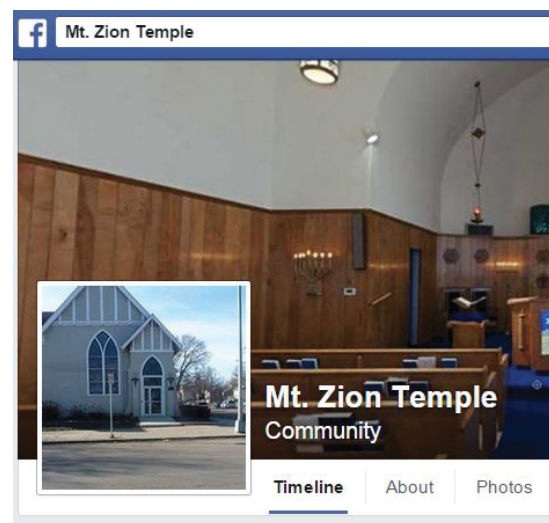 f Mt. Zion Temple
Mt. Zion Temple
Community
Timeline About Photos